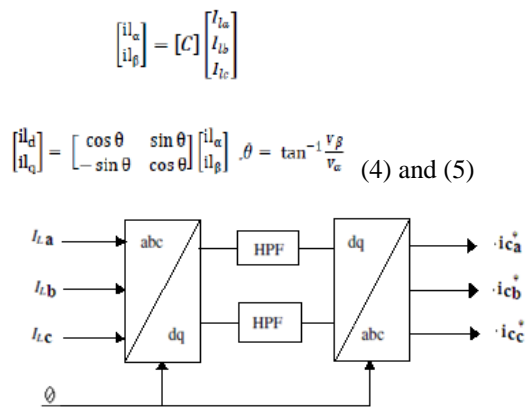 [il_α il_β] = [C] [I_la I_lb I_lc]
[il_d il_q] = [cos θ sin θ −sin θ cos θ] [il_α il_β] ,θ = tan⁻¹ v_β/v_α (4) and (5)
I_L a abc HPF dq ·ic_a*
I_L b ·ic_b*
I_L c dq HPF abc ·ic_c*
θ